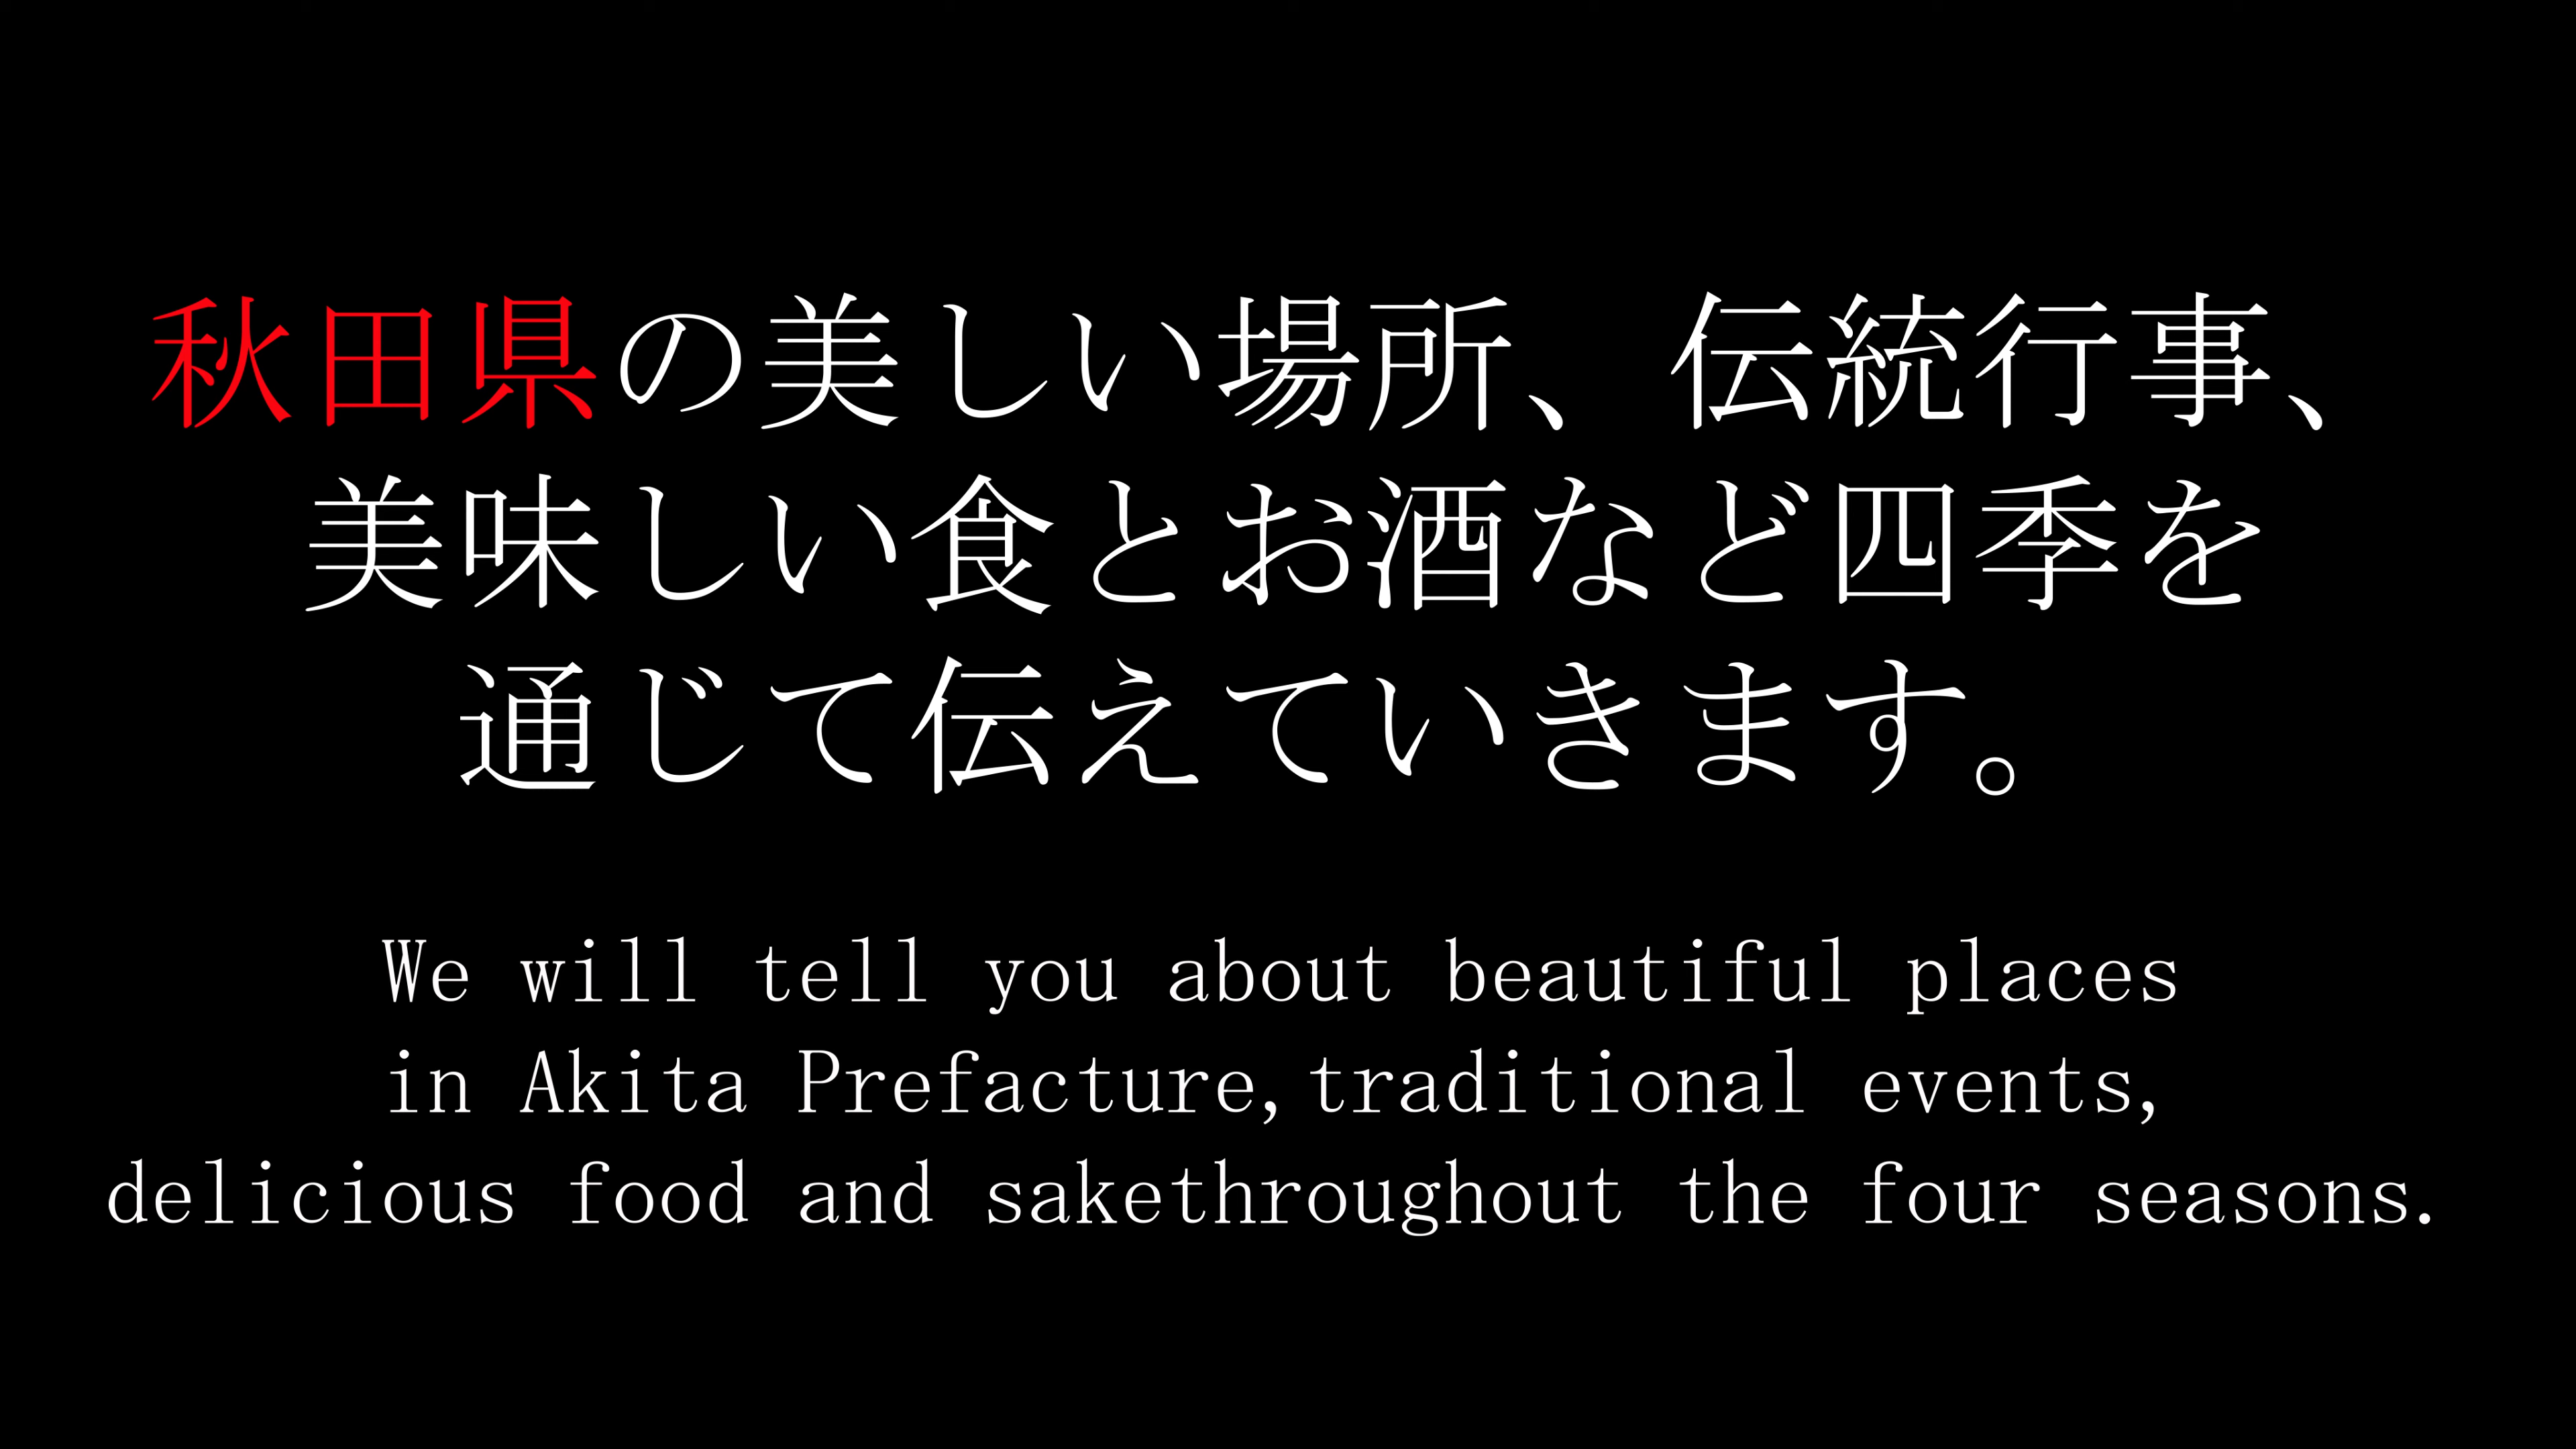 秋田県の美しい場所、伝統行事、
美味しい食とお酒など四季を
通じて伝えていきます。
We will tell you about beautiful places
in Akita Prefacture,traditional events,
delicious food and sakethroughout the four seasons.